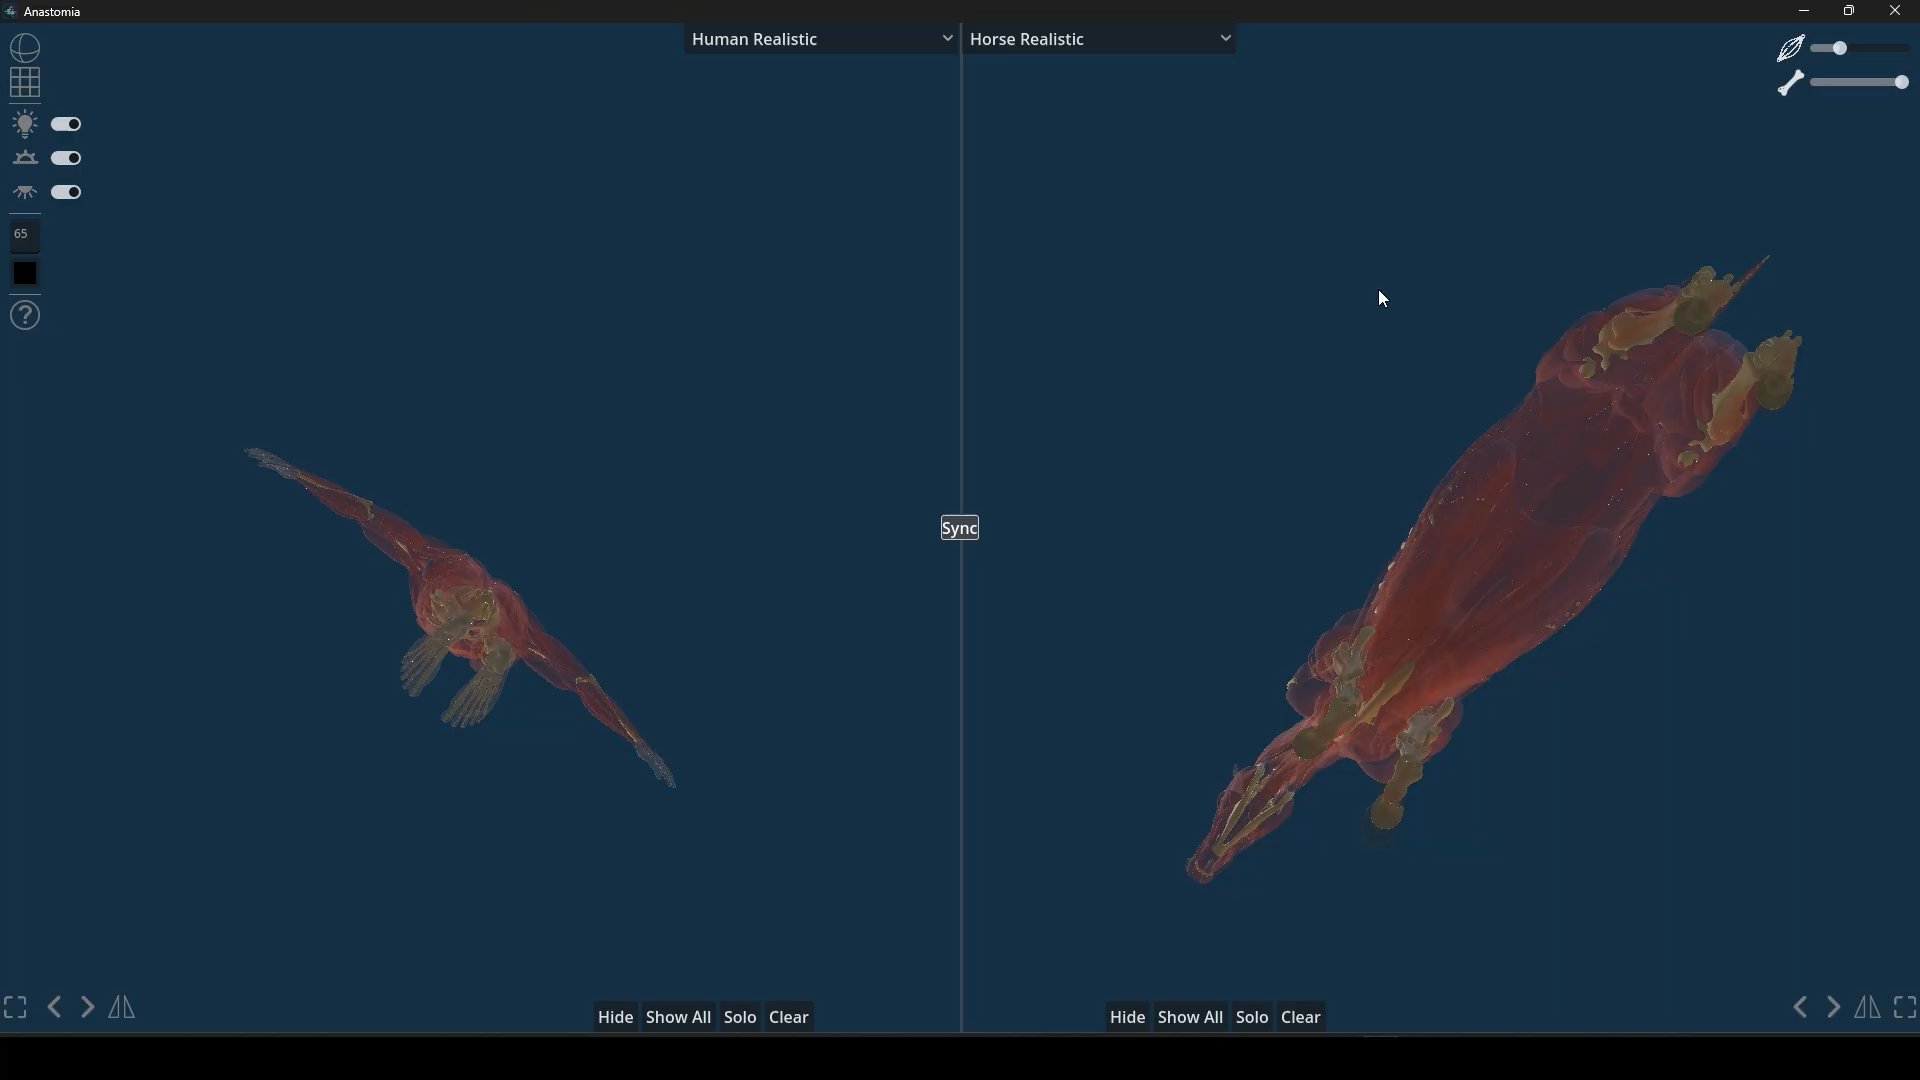 Anastomia
Human Realistic
Horse Realistic
65
Sync
Hide Show All Solo Clear
Hide Show All Solo Clear